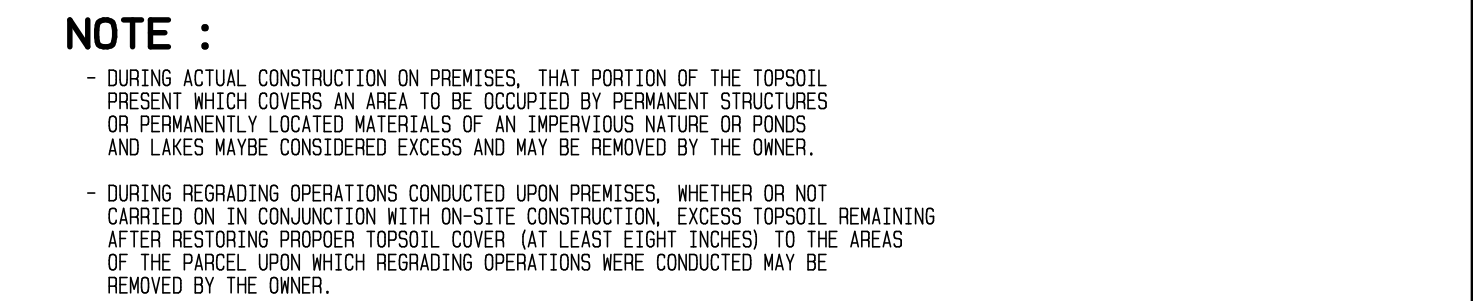 NOTE :
- DURING ACTUAL CONSTRUCTION ON PREMISES, THAT PORTION OF THE TOPSOIL
PRESENT WHICH COVERS AN AREA TO BE OCCUPIED BY PERMANENT STRUCTURES
OR PERMANENTLY LOCATED MATERIALS OF AN IMPERVIOUS NATURE OR PONDS
AND LAKES MAYBE CONSIDERED EXCESS AND MAY BE REMOVED BY THE OWNER.
- DURING REGRADING OPERATIONS CONDUCTED UPON PREMISES, WHETHER OR NOT
CARRIED ON IN CONJUNCTION WITH ON-SITE CONSTRUCTION, EXCESS TOPSOIL REMAINING
AFTER RESTORING PROPOER TOPSOIL COVER (AT LEAST EIGHT INCHES) TO THE AREAS
OF THE PARCEL UPON WHICH REGRADING OPERATIONS WERE CONDUCTED MAY BE
REMOVED BY THE OWNER.